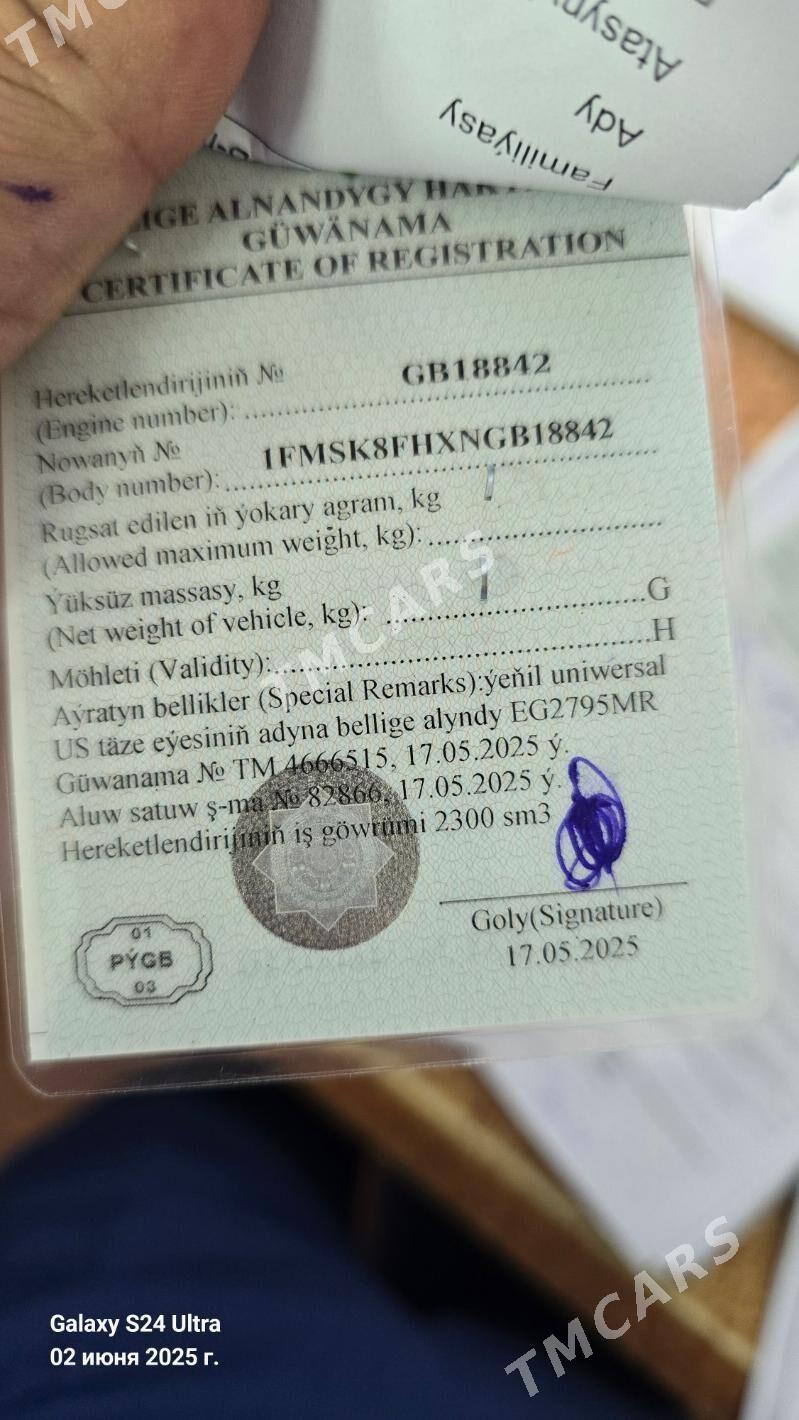 TMCARS
Atasyn
Ady
Familiýasy
ALNANDYGY
GÜWÄNAMA
CERTIFICATE OF REGISTRATION
Hereketlendirijiniň №
GB18842
(Engine number):
Nowanyň №
1FMSK8FHXNGB18842
(Body number):
Rugsat edilen iň ýokary agram, kg
(Allowed maximum weight, kg):
Ýüksüz massasy, kg
(Net weight of vehicle, kg): G
Möhleti (Validity): H
Aýratyn bellikler (Special Remarks):ýeňil uniwersal
US täze eýesiniň adyna bellige alyndy EG2795MR
Güwanama № TM 4666515, 17.05.2025 ý.
Aluw satuw ş-ma № 82866, 17.05.2025 ý.
Hereketlendirijiniň iş göwrümi 2300 sm3
Goly(Signature)
17.05.2025
01
PÝGB
03
TMCARS
Galaxy S24 Ultra
02 июня 2025 г.
TMCARS